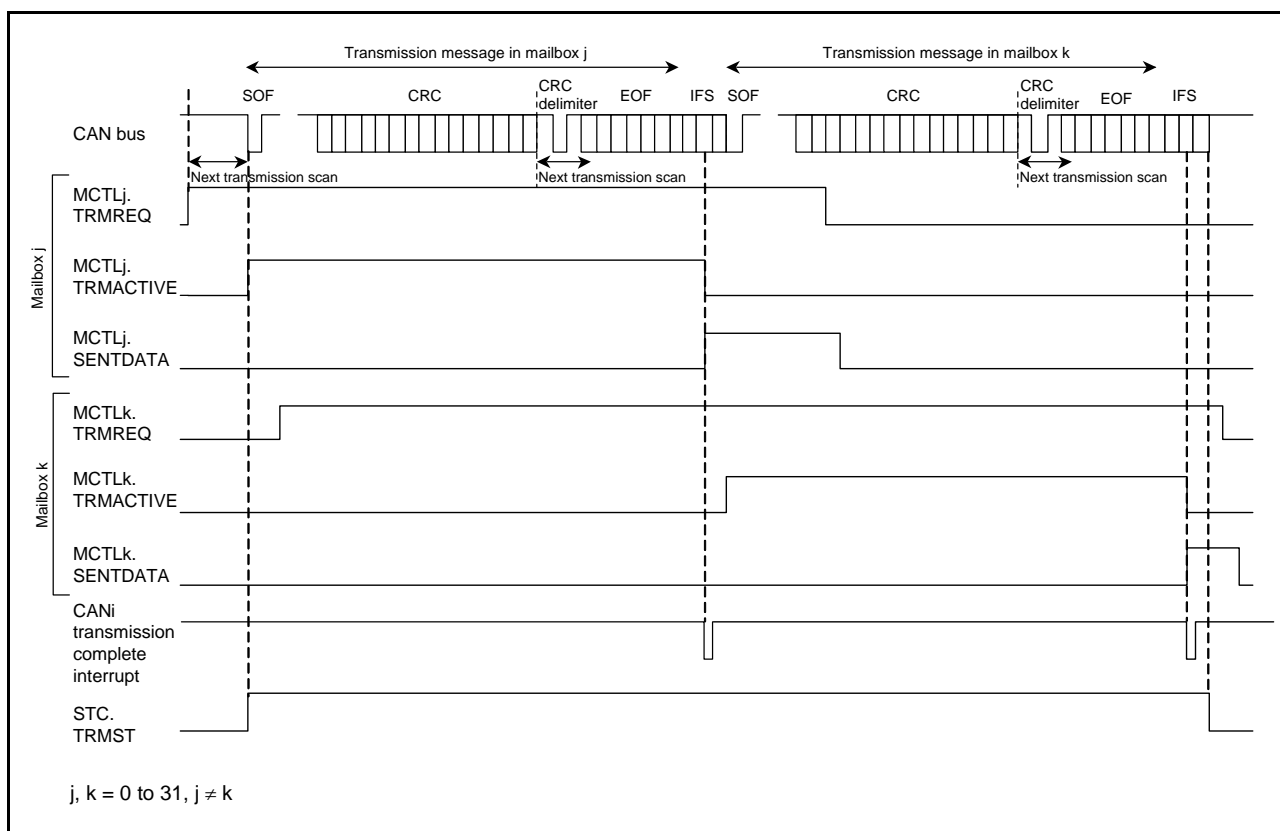 Transmission message in mailbox j
Transmission message in mailbox k
SOF
CRC
CRC
delimiter
EOF
IFS
SOF
CRC
CRC
delimiter
EOF
IFS
CAN bus
Next transmission scan
Next transmission scan
Next transmission scan
Mailbox j
MCTLj.
TRMREQ
MCTLj.
TRMACTIVE
MCTLj.
SENTDATA
Mailbox k
MCTLk.
TRMREQ
MCTLk.
TRMACTIVE
MCTLk.
SENTDATA
CANi
transmission
complete
interrupt
STC.
TRMST
j, k = 0 to 31, j ≠ k